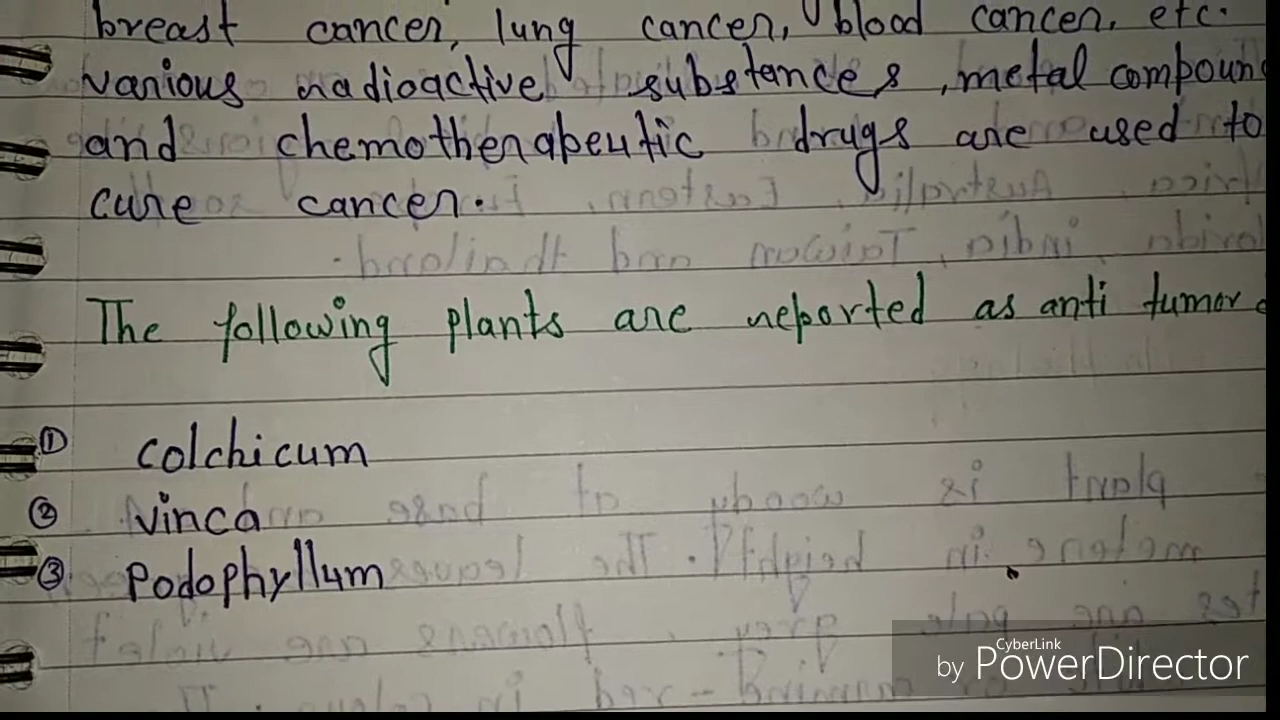 breast cancer, lung cancer, blood cancer, etc.
various radioactive substances, metal compoun
and chemotherapeutic drugs are used to
cure cancer.
The following plants are reported as anti tumor
① colchicum
② vinca
③ Podophyllum
CyberLink
by PowerDirector